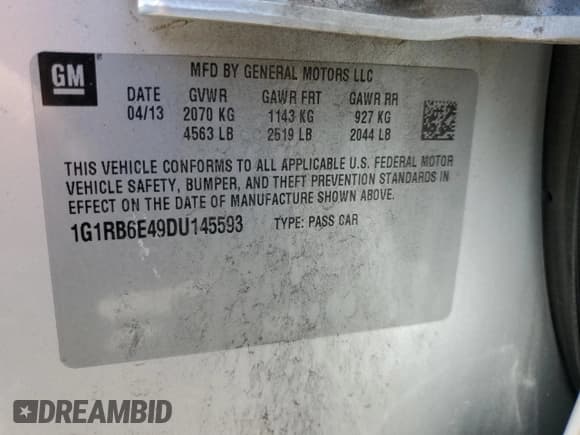 GM
MFD BY GENERAL MOTORS LLC
DATE GVWR GAWR FRT GAWR RR
04/13 2070 KG 1143 KG 927 KG
4563 LB 2519 LB 2044 LB
THIS VEHICLE CONFORMS TO ALL APPLICABLE U.S. FEDERAL MOTOR
VEHICLE SAFETY, BUMPER, AND THEFT PREVENTION STANDARDS IN
EFFECT ON THE DATE OF MANUFACTURE SHOWN ABOVE.
1G1RB6E49DU145593 TYPE: PASS CAR
DREAMBID